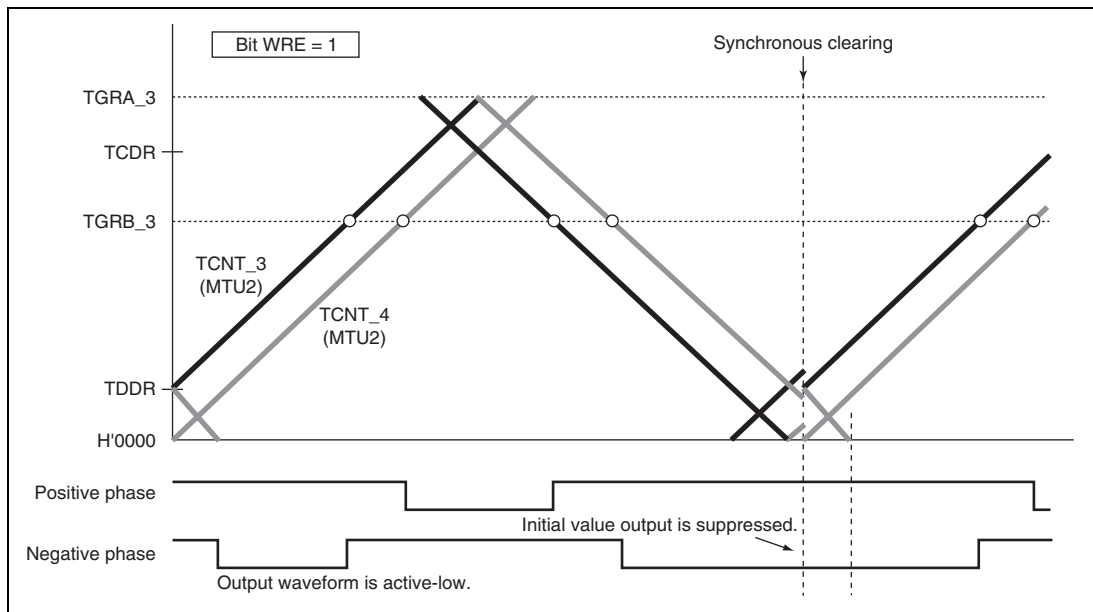 Bit WRE = 1
Synchronous clearing
TGRA_3
TCDR
TGRB_3
TCNT_3
(MTU2)
TCNT_4
(MTU2)
TDDR
H'0000
Positive phase
Initial value output is suppressed.
Negative phase
Output waveform is active-low.